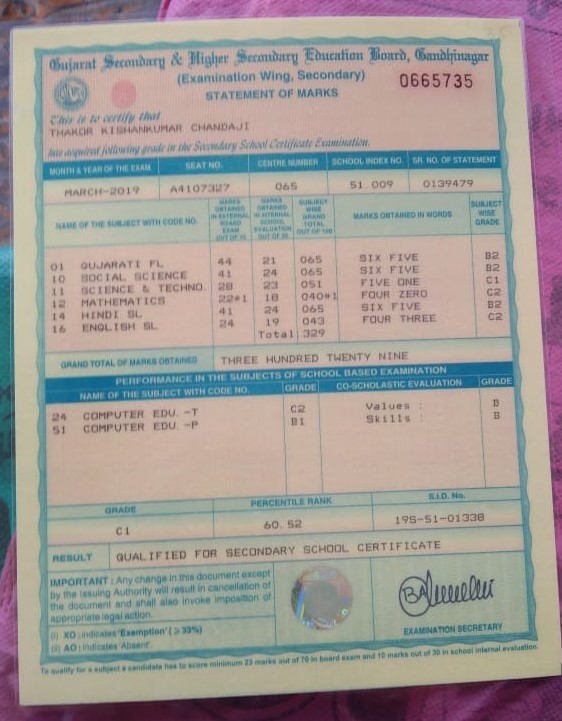 Gujarat Secondary & Higher Secondary Education Board, Gandhinagar
(Examination Wing, Secondary)
0665735
STATEMENT OF MARKS
This is to certify that
THAKOR KISHANKUMAR CHANDAJI
has acquired following grade in the Secondary School Certificate Examination.
MONTH & YEAR OF THE EXAM SEAT NO. CENTRE NUMBER SCHOOL INDEX NO. SR. NO. OF STATEMENT
MARCH-2019 A4107327 065 51.009 0139479
NAME OF THE SUBJECT WITH CODE NO. MARKS OBTAINED IN EXTERNAL BOARD EXAM OUT OF 70 MARKS OBTAINED IN INTERNAL SCHOOL EVALUATION OUT OF 30 SUBJECT WISE GRAND TOTAL OUT OF 100 MARKS OBTAINED IN WORDS SUBJECT WISE GRADE
01 GUJARATI FL 44 21 065 SIX FIVE B2
10 SOCIAL SCIENCE 41 24 065 SIX FIVE B2
11 SCIENCE & TECHNO. 28 23 051 FIVE ONE C1
12 MATHEMATICS 22*1 18 040*1 FOUR ZERO C2
14 HINDI SL 41 24 065 SIX FIVE B2
16 ENGLISH SL 24 19 043 FOUR THREE C2
Total 329
GRAND TOTAL OF MARKS OBTAINED THREE HUNDRED TWENTY NINE
PERFORMANCE IN THE SUBJECTS OF SCHOOL BASED EXAMINATION
NAME OF THE SUBJECT WITH CODE NO. GRADE CO-SCHOLASTIC EVALUATION GRADE
24 COMPUTER EDU. -T C2 Values : B
51 COMPUTER EDU. -P B1 Skills : B
GRADE PERCENTILE RANK S.I.D. No.
C1 60.52 19S-51-01338
RESULT QUALIFIED FOR SECONDARY SCHOOL CERTIFICATE
IMPORTANT : Any change in this document except
by the Issuing Authority will result in cancellation of
the document and shall also invoke imposition of
appropriate legal action.
(i) XO : indicates 'Exemption' (≥ 33%)
(ii) AO : indicates 'Absent'
EXAMINATION SECRETARY
To qualify for a subject a candidate has to score minimum 23 marks out of 70 in board exam and 10 marks out of 30 in school internal evaluation.